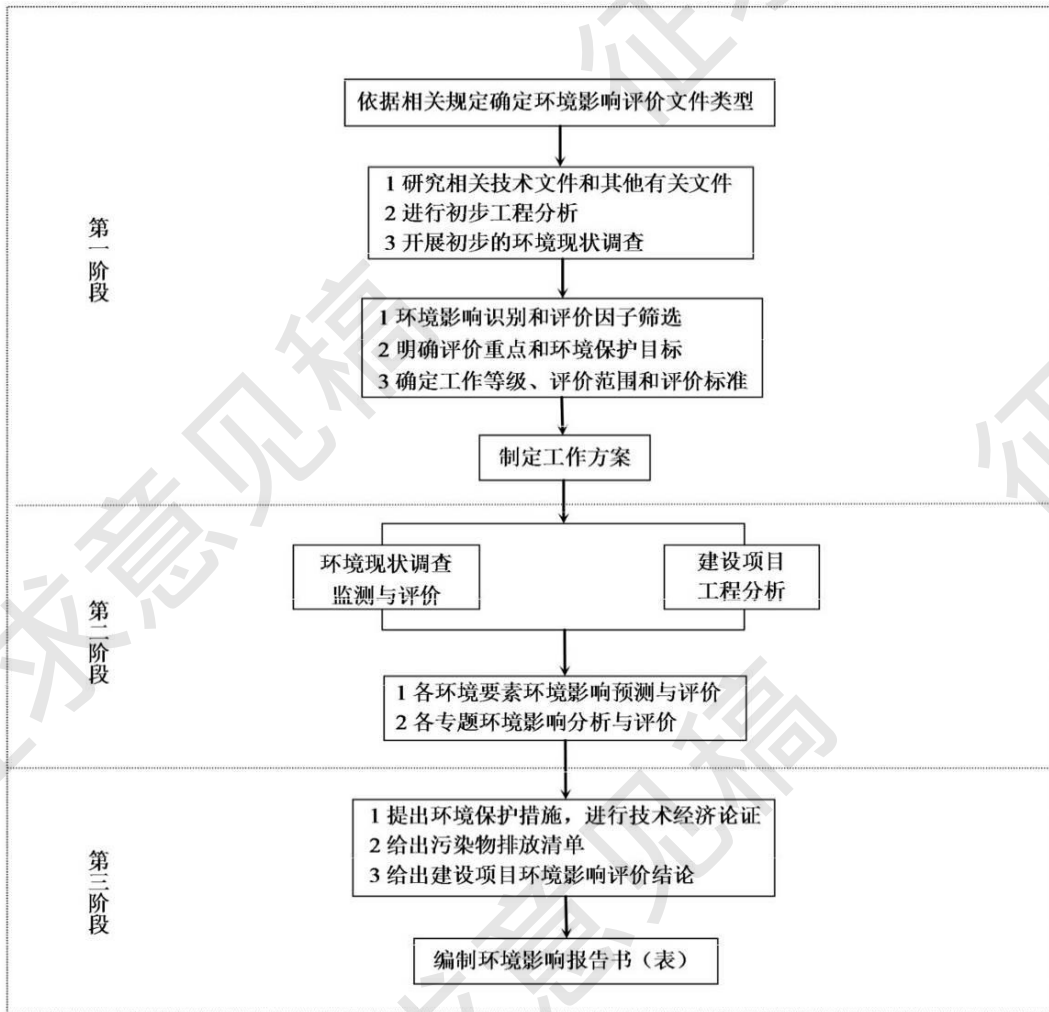 依据相关规定确定环境影响评价文件类型
1 研究相关技术文件和其他有关文件
2 进行初步工程分析
3 开展初步的环境现状调查
第一阶段
1 环境影响识别和评价因子筛选
2 明确评价重点和环境保护目标
3 确定工作等级、评价范围和评价标准
制定工作方案
环境现状调查
监测与评价
建设项目
工程分析
第二阶段
1 各环境要素环境影响预测与评价
2 各专题环境影响分析与评价
1 提出环境保护措施，进行技术经济论证
2 给出污染物排放清单
3 给出建设项目环境影响评价结论
第三阶段
编制环境影响报告书（表）
征求意见稿
征求意见稿
征